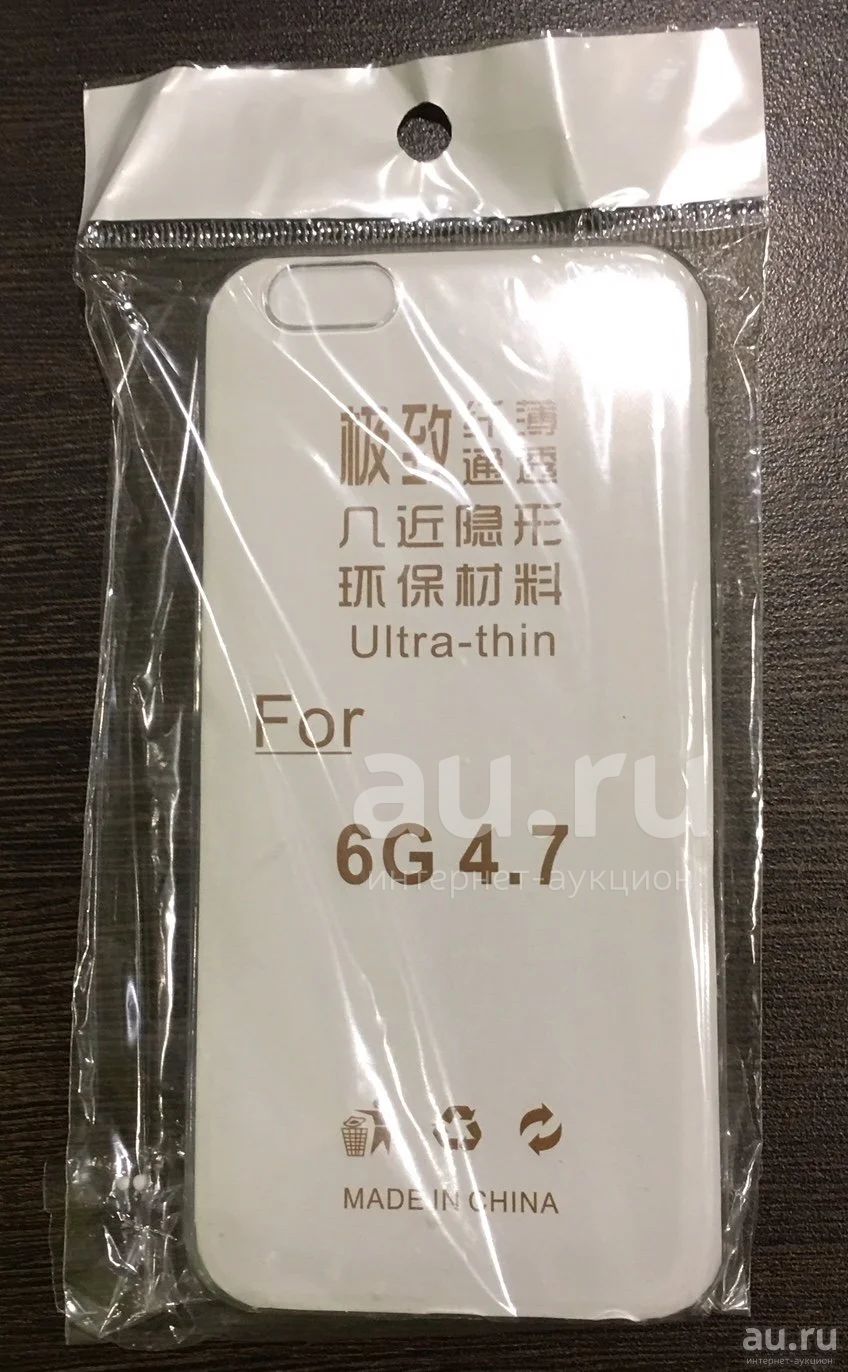 极致纤薄
通透
几近隐形
环保材料
Ultra-thin
For
au.ru
6G 4.7
интернет-аукцион
MADE IN CHINA
au.ru
интернет-аукцион